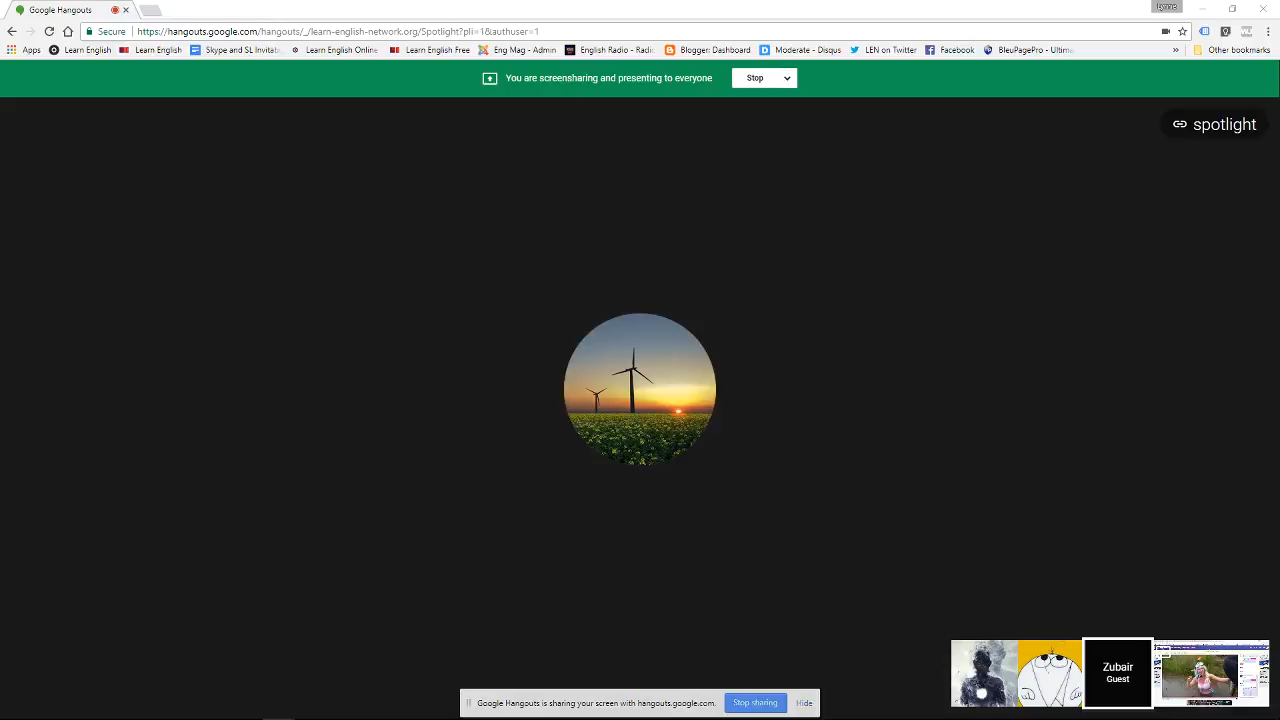 Google Hangouts
Lynne
Secure https://hangouts.google.com/hangouts/_/learn-english-network.org/Spotlight?pli=1&authuser=1
Apps Learn English Learn English Skype and SL Invitati Learn English Online Learn English Free Eng Mag - Admin English Radio - Radio Blogger Dashboard Moderate - Disqus LEN on Twitter Facebook BeuPagePro - Ultima » Other bookmarks
You are screensharing and presenting to everyone Stop
spotlight
Zubair
Guest
Google Hangouts is sharing your screen with hangouts.google.com. Stop sharing Hide